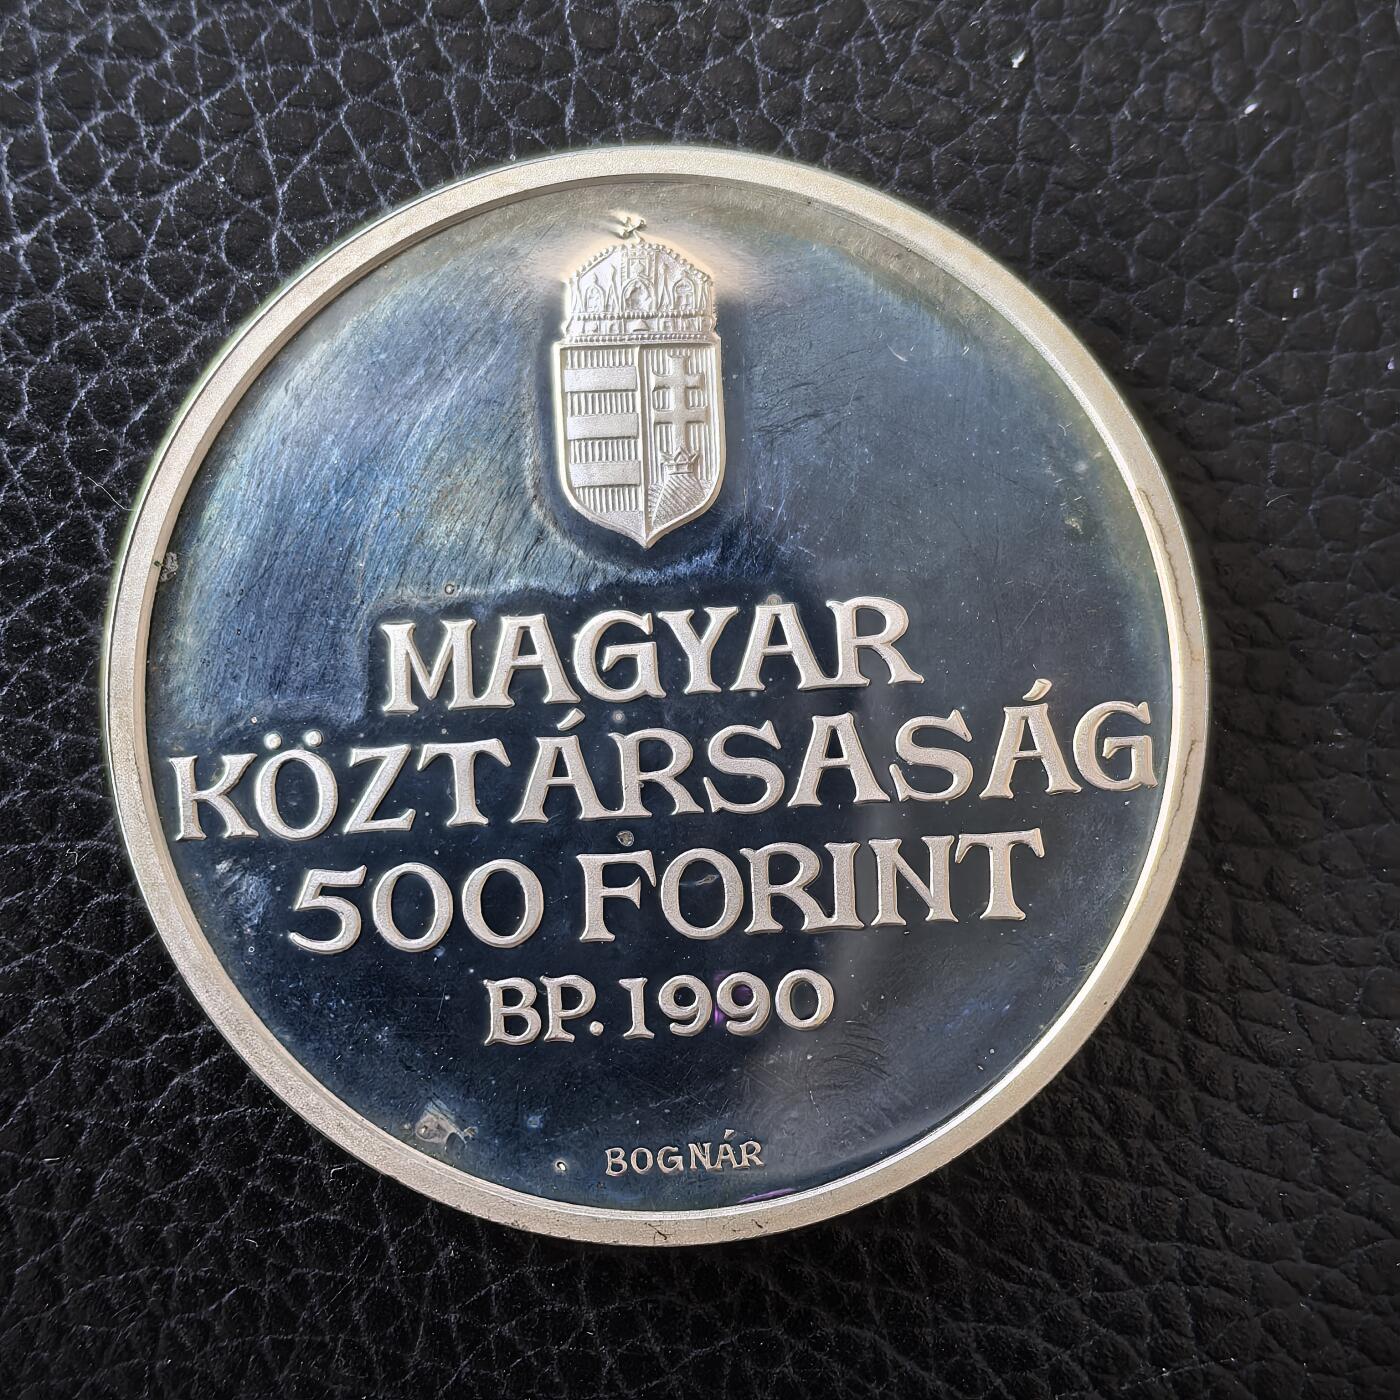 MAGYAR
KÖZTÁRSASÁG
500 FORINT
BP. 1990
BOGNÁR